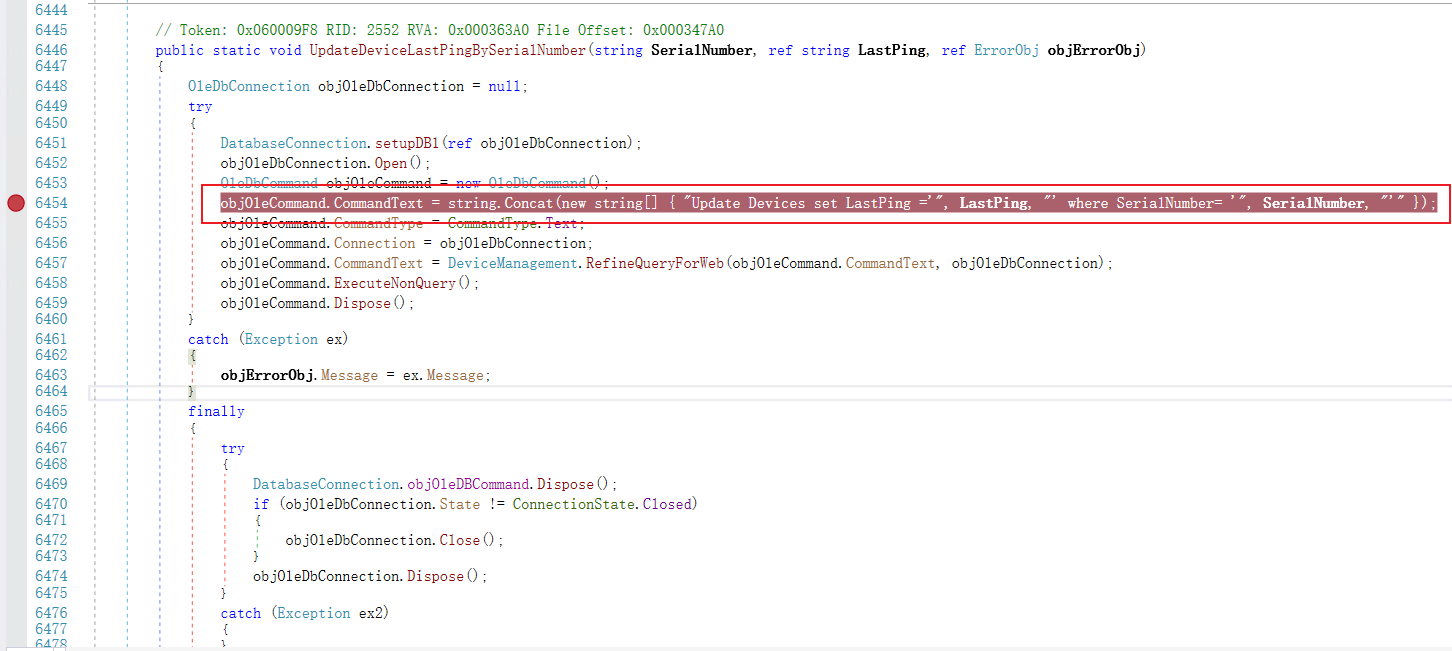 6444
6445 // Token: 0x060009F8 RID: 2552 RVA: 0x000363A0 File Offset: 0x000347A0
6446 public static void UpdateDeviceLastPingBySerialNumber(string SerialNumber, ref string LastPing, ref ErrorObj objErrorObj)
6447 {
6448 OleDbConnection objOleDbConnection = null;
6449 try
6450 {
6451 DatabaseConnection.setupDB1(ref objOleDbConnection);
6452 objOleDbConnection.Open();
6453 OleDbCommand objOleCommand = new OleDbCommand();
6454 objOleCommand.CommandText = string.Concat(new string[] { "Update Devices set LastPing ='", LastPing, "' where SerialNumber= '", SerialNumber, "'" });
6455 objOleCommand.CommandType = CommandType.Text;
6456 objOleCommand.Connection = objOleDbConnection;
6457 objOleCommand.CommandText = DeviceManagement.RefineQueryForWeb(objOleCommand.CommandText, objOleDbConnection);
6458 objOleCommand.ExecuteNonQuery();
6459 objOleCommand.Dispose();
6460 }
6461 catch (Exception ex)
6462 {
6463 objErrorObj.Message = ex.Message;
6464 }
6465 finally
6466 {
6467 try
6468 {
6469 DatabaseConnection.objOleDBCommand.Dispose();
6470 if (objOleDbConnection.State != ConnectionState.Closed)
6471 {
6472 objOleDbConnection.Close();
6473 }
6474 objOleDbConnection.Dispose();
6475 }
6476 catch (Exception ex2)
6477 {
6478 }